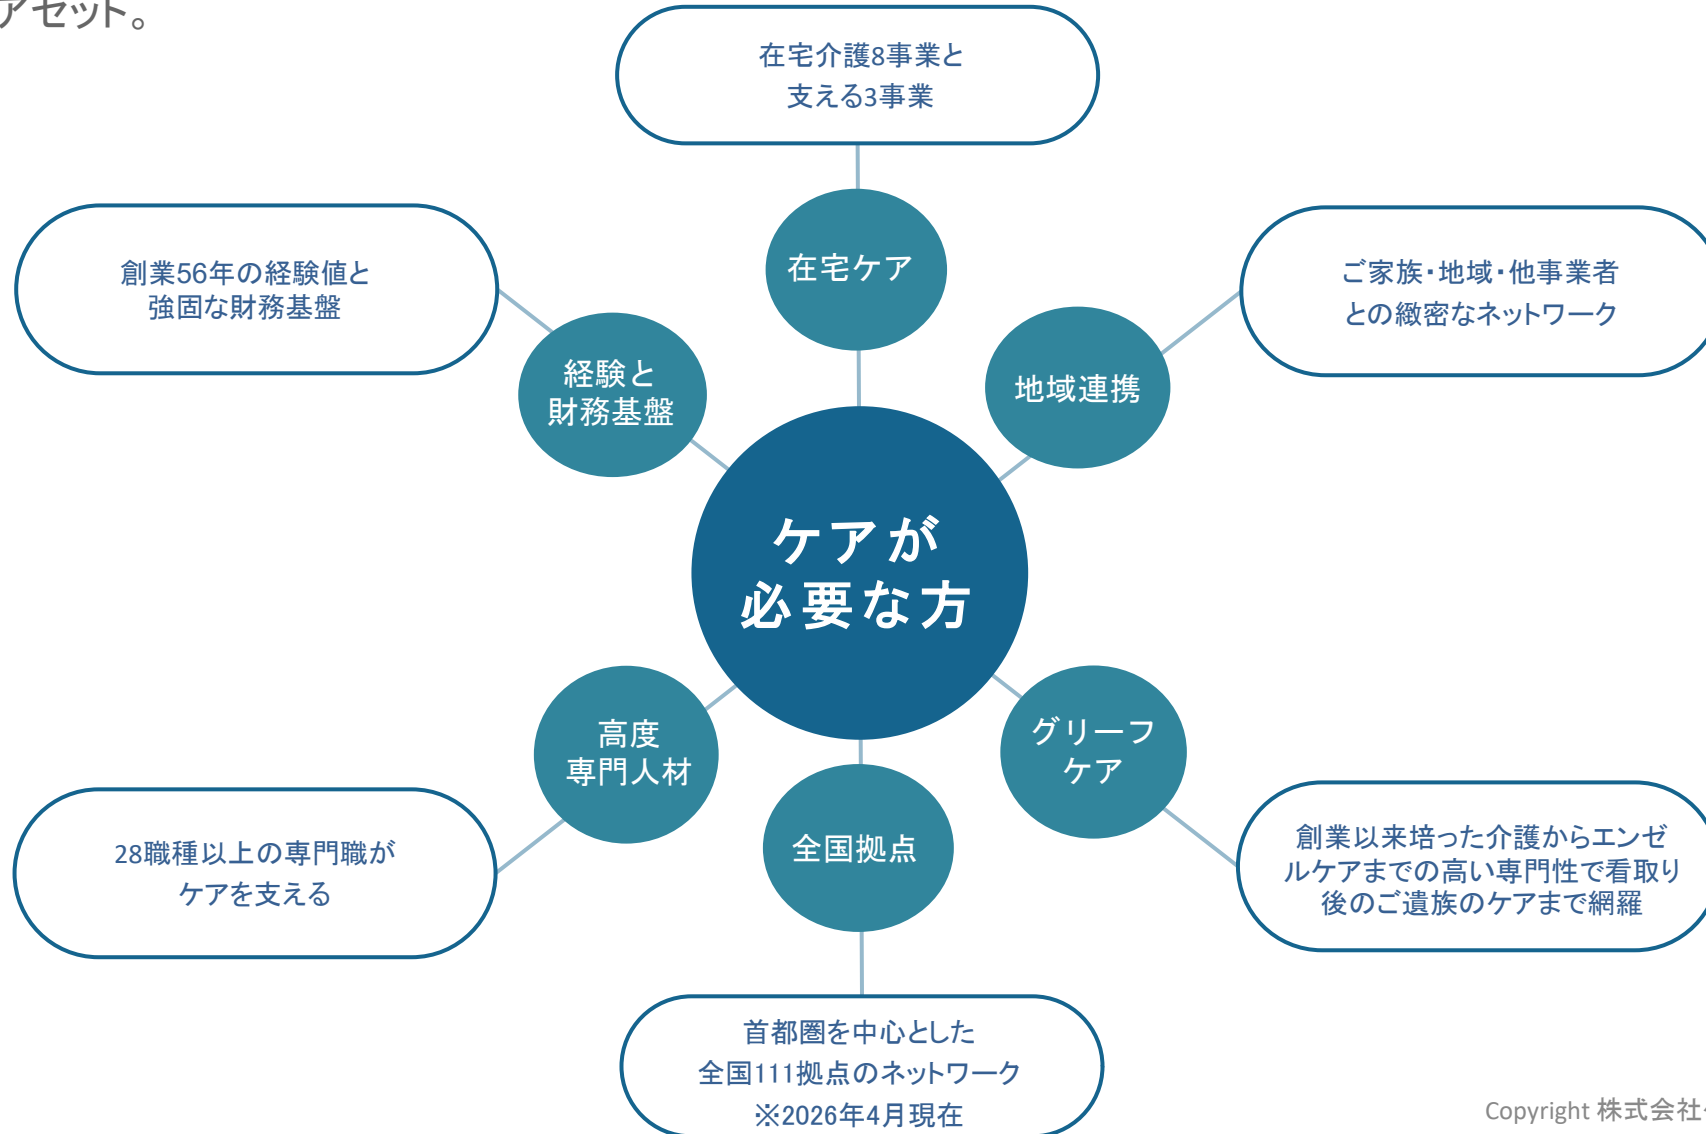 アセット。
在宅介護8事業と
支える3事業
在宅ケア
創業56年の経験値と
強固な財務基盤
経験と
財務基盤
ご家族・地域・他事業者
との緻密なネットワーク
地域連携
ケアが
必要な方
高度
専門人材
28職種以上の専門職が
ケアを支える
グリーフ
ケア
創業以来培った介護からエンゼ
ルケアまでの高い専門性で看取り
後のご遺族のケアまで網羅
全国拠点
首都圏を中心とした
全国111拠点のネットワーク
※2026年4月現在
Copyright 株式会社